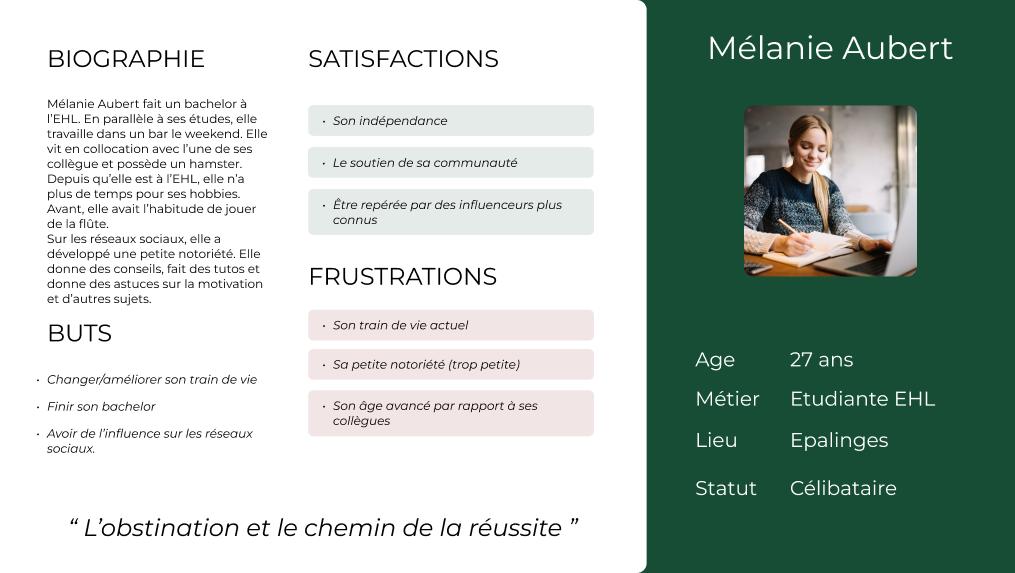 BIOGRAPHIE
Mélanie Aubert fait un bachelor à
l'EHL. En parallèle à ses études, elle
travaille dans un bar le weekend. Elle
vit en collocation avec l'une de ses
collègue et possède un hamster.
Depuis qu'elle est à l'EHL, elle n'a
plus de temps pour ses hobbies.
Avant, elle avait l'habitude de jouer
de la flûte.
Sur les réseaux sociaux, elle a
développé une petite notoriété. Elle
donne des conseils, fait des tutos et
donne des astuces sur la motivation
et d'autres sujets.
BUTS
• Changer/améliorer son train de vie
• Finir son bachelor
• Avoir de l'influence sur les réseaux
sociaux.
SATISFACTIONS
• Son indépendance
• Le soutien de sa communauté
• Être repérée par des influenceurs plus
connus
FRUSTRATIONS
• Son train de vie actuel
• Sa petite notoriété (trop petite)
• Son âge avancé par rapport à ses
collègues
“ L'obstination et le chemin de la réussite ”
Mélanie Aubert
Age 27 ans
Métier Etudiante EHL
Lieu Epalinges
Statut Célibataire